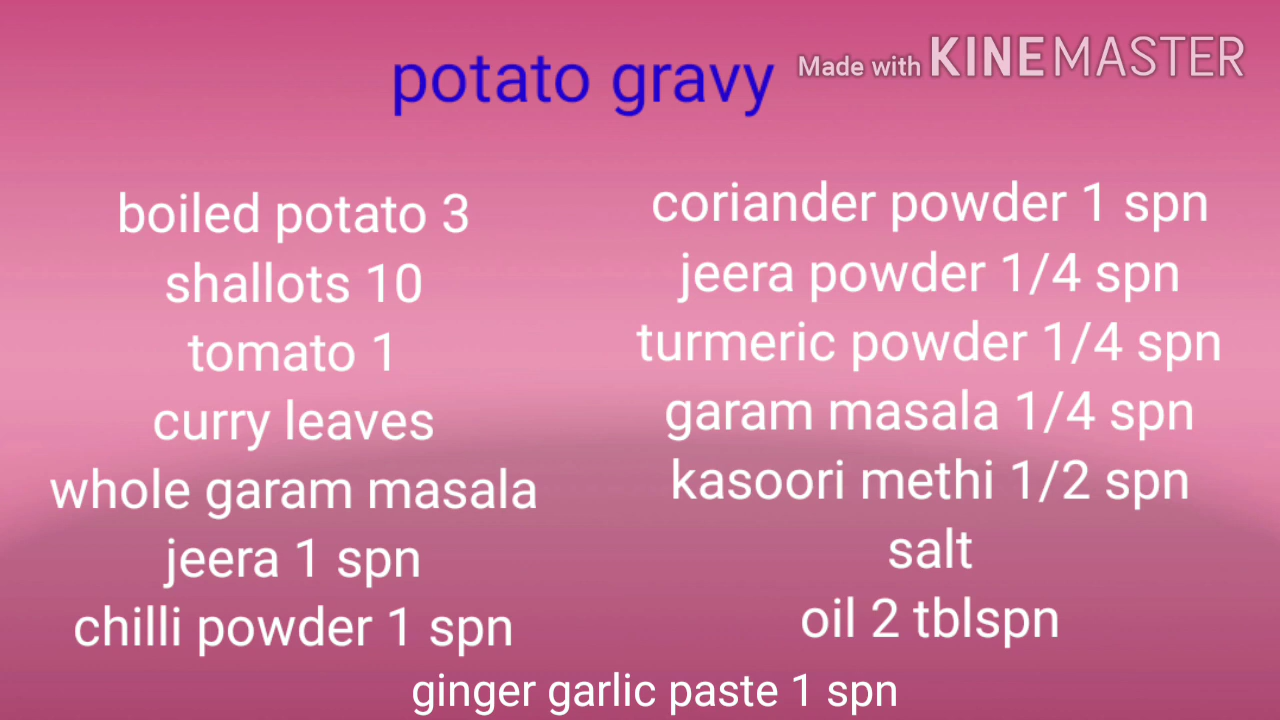 potato gravy
Made with KINEMASTER
boiled potato 3
shallots 10
tomato 1
curry leaves
whole garam masala
jeera 1 spn
chilli powder 1 spn
coriander powder 1 spn
jeera powder 1/4 spn
turmeric powder 1/4 spn
garam masala 1/4 spn
kasoori methi 1/2 spn
salt
oil 2 tblspn
ginger garlic paste 1 spn